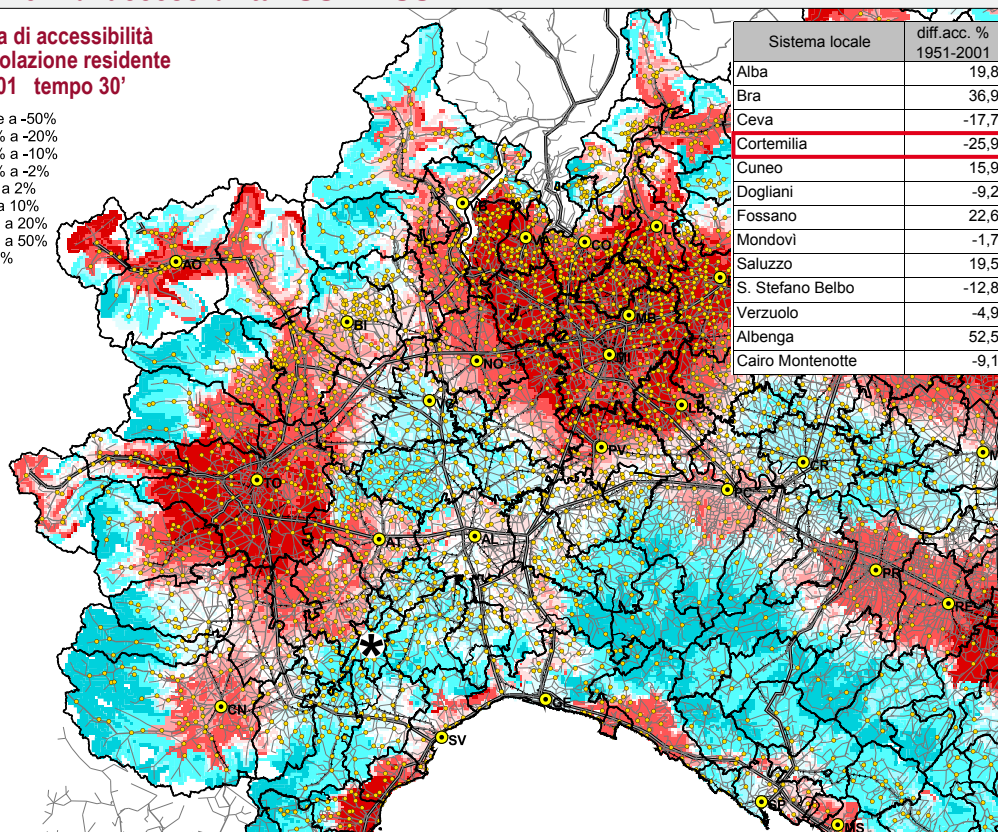 a di accessibilità
olazione residente
01 tempo 30'
e a -50%
% a -20%
% a -10%
% a -2%
a 2%
a 10%
a 20%
a 50%
%
Sistema locale diff.acc. % 1951-2001
Alba 19,8
Bra 36,9
Ceva -17,7
Cortemilia -25,9
Cuneo 15,9
Dogliani -9,2
Fossano 22,6
Mondovì -1,7
Saluzzo 19,5
S. Stefano Belbo -12,8
Verzuolo -4,9
Albenga 52,5
Cairo Montenotte -9,1
VA
CO
AO
BI
MB
MI
NO
PV
CR
TO
AT
AL
PR
RE
*
CN
GE
SV
SP
MS